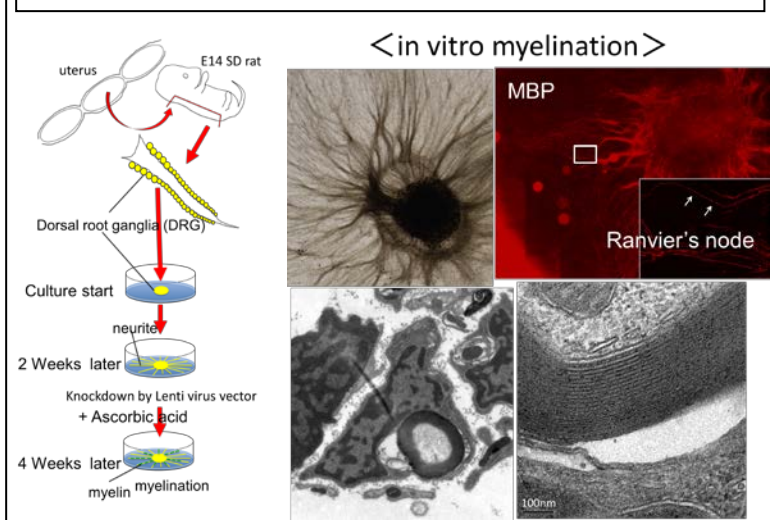 E14 SD rat
uterus
Dorsal root ganglia (DRG)
Culture start
neurite
2 Weeks later
Knockdown by Lenti virus vector
+ Ascorbic acid
4 Weeks later
myelin myelination
＜in vitro myelination＞
MBP
Ranvier's node
100nm